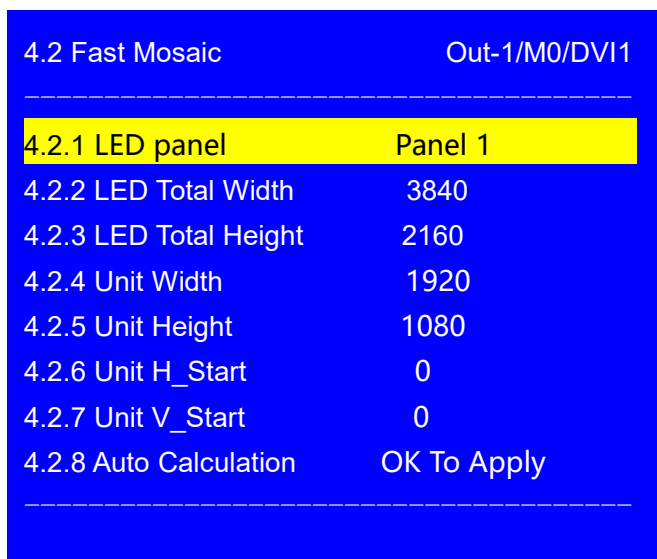 4.2 Fast Mosaic Out-1/M0/DVI1
4.2.1 LED panel Panel 1
4.2.2 LED Total Width 3840
4.2.3 LED Total Height 2160
4.2.4 Unit Width 1920
4.2.5 Unit Height 1080
4.2.6 Unit H_Start 0
4.2.7 Unit V_Start 0
4.2.8 Auto Calculation OK To Apply